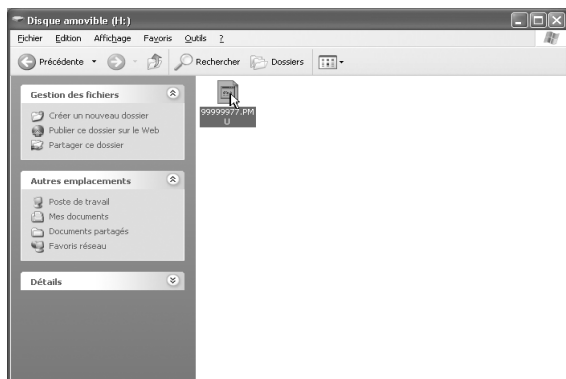 Disque amovible (H:)
Fichier Edition Affichage Favoris Outils ?
Précédente Rechercher Dossiers
Gestion des fichiers
Créer un nouveau dossier
Publier ce dossier sur le Web
Partager ce dossier
Autres emplacements
Poste de travail
Mes documents
Documents partagés
Favoris réseau
Détails
99999977.PM
U